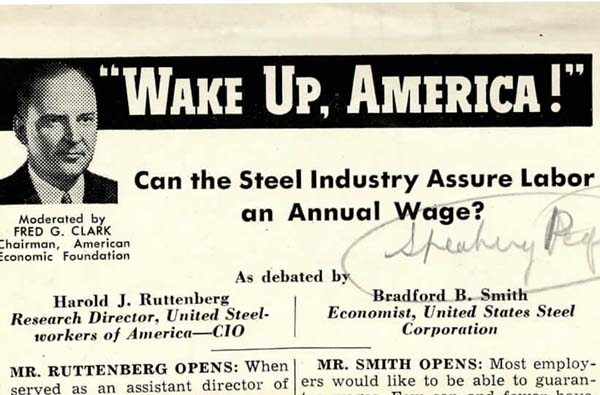 "WAKE UP, AMERICA!"
Can the Steel Industry Assure Labor
an Annual Wage?
Moderated by
FRED G. CLARK
Chairman, American
Economic Foundation
As debated by
Harold J. Ruttenberg
Research Director, United Steel-
workers of America—CIO
Bradford B. Smith
Economist, United States Steel
Corporation
MR. RUTTENBERG OPENS: When
served as an assistant director of
MR. SMITH OPENS: Most employ-
ers would like to be able to guaran-